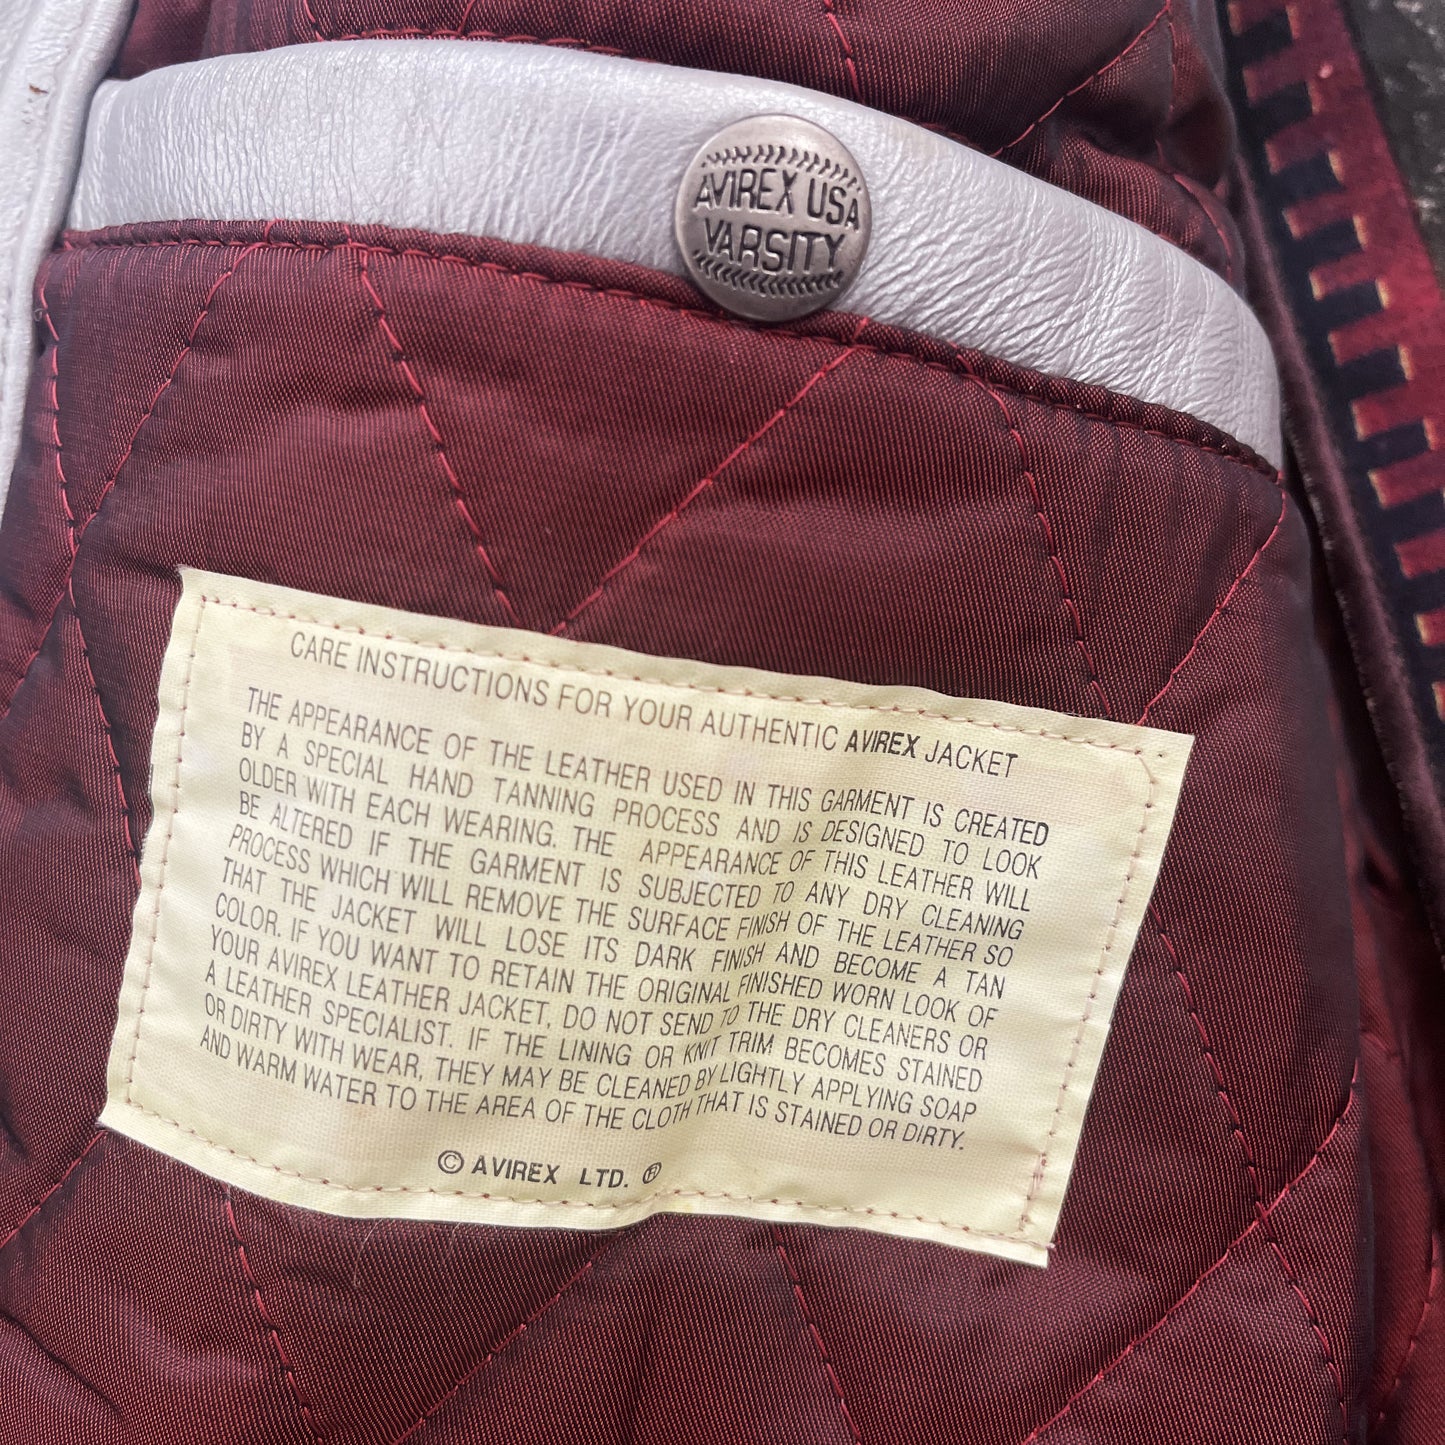 AVIREX USA
VARSITY
CARE INSTRUCTIONS FOR YOUR AUTHENTIC AVIREX JACKET
THE APPEARANCE OF THE LEATHER USED IN THIS GARMENT IS CREATED
BY A SPECIAL HAND TANNING PROCESS AND IS DESIGNED TO LOOK
OLDER WITH EACH WEARING. THE APPEARANCE OF THIS LEATHER WILL
BE ALTERED IF THE GARMENT IS SUBJECTED TO ANY DRY CLEANING
PROCESS WHICH WILL REMOVE THE SURFACE FINISH OF THE LEATHER SO
THAT THE JACKET WILL LOSE ITS DARK FINISH AND BECOME A TAN
COLOR. IF YOU WANT TO RETAIN THE ORIGINAL FINISHED WORN LOOK OF
YOUR AVIREX LEATHER JACKET, DO NOT SEND TO THE DRY CLEANERS OR
A LEATHER SPECIALIST. IF THE LINING OR KNIT TRIM BECOMES STAINED
OR DIRTY WITH WEAR, THEY MAY BE CLEANED BY LIGHTLY APPLYING SOAP
AND WARM WATER TO THE AREA OF THE CLOTH THAT IS STAINED OR DIRTY.
© AVIREX LTD. ®